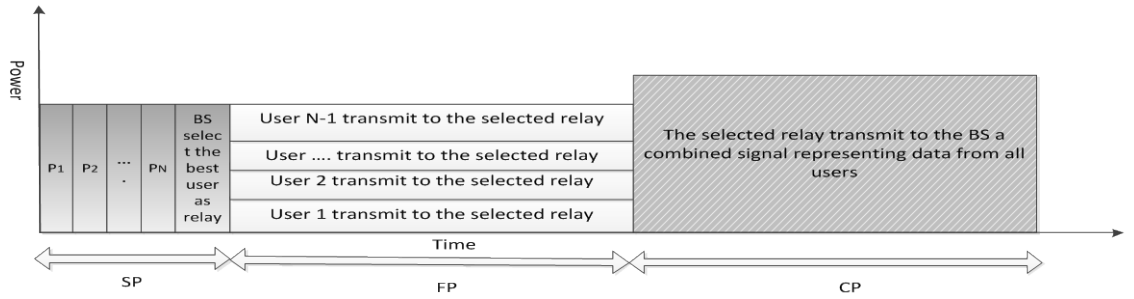 Power
P1
P2
...
.
PN
BS
selec
t the
best
user
as
relay
User N-1 transmit to the selected relay
User .... transmit to the selected relay
User 2 transmit to the selected relay
User 1 transmit to the selected relay
The selected relay transmit to the BS a
combined signal representing data from all
users
Time
SP
FP
CP